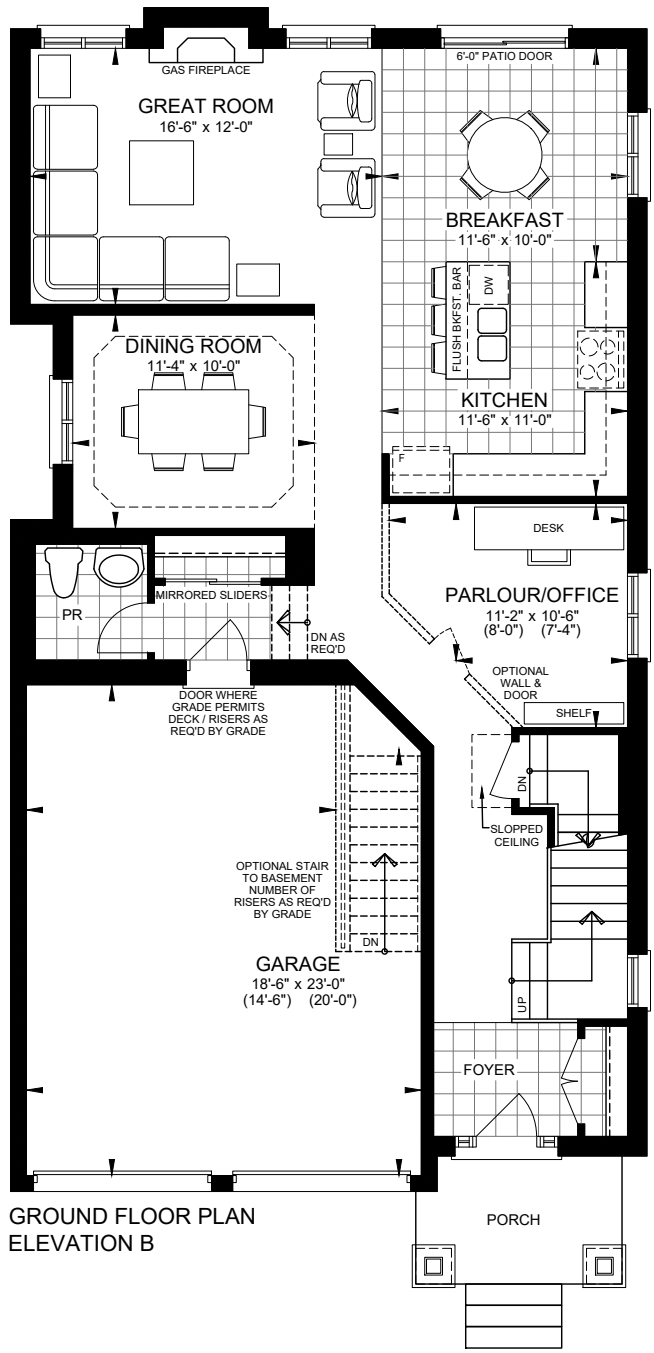 GAS FIREPLACE
6'-0" PATIO DOOR
GREAT ROOM
16'-6" x 12'-0"
BREAKFAST
11'-6" x 10'-0"
FLUSH BKFST. BAR
DW
DINING ROOM
11'-4" x 10'-0"
KITCHEN
11'-6" x 11'-0"
F
DESK
MIRRORED SLIDERS
PR
PARLOUR/OFFICE
11'-2" x 10'-6"
(8'-0") (7'-4")
DN AS
REQ'D
OPTIONAL
WALL &
DOOR
SHELF
DOOR WHERE
GRADE PERMITS
DECK / RISERS AS
REQ'D BY GRADE
DN
SLOPPED
CEILING
OPTIONAL STAIR
TO BASEMENT
NUMBER OF
RISERS AS REQ'D
BY GRADE
DN
GARAGE
18'-6" x 23'-0"
(14'-6") (20'-0")
UP
FOYER
PORCH
GROUND FLOOR PLAN
ELEVATION B